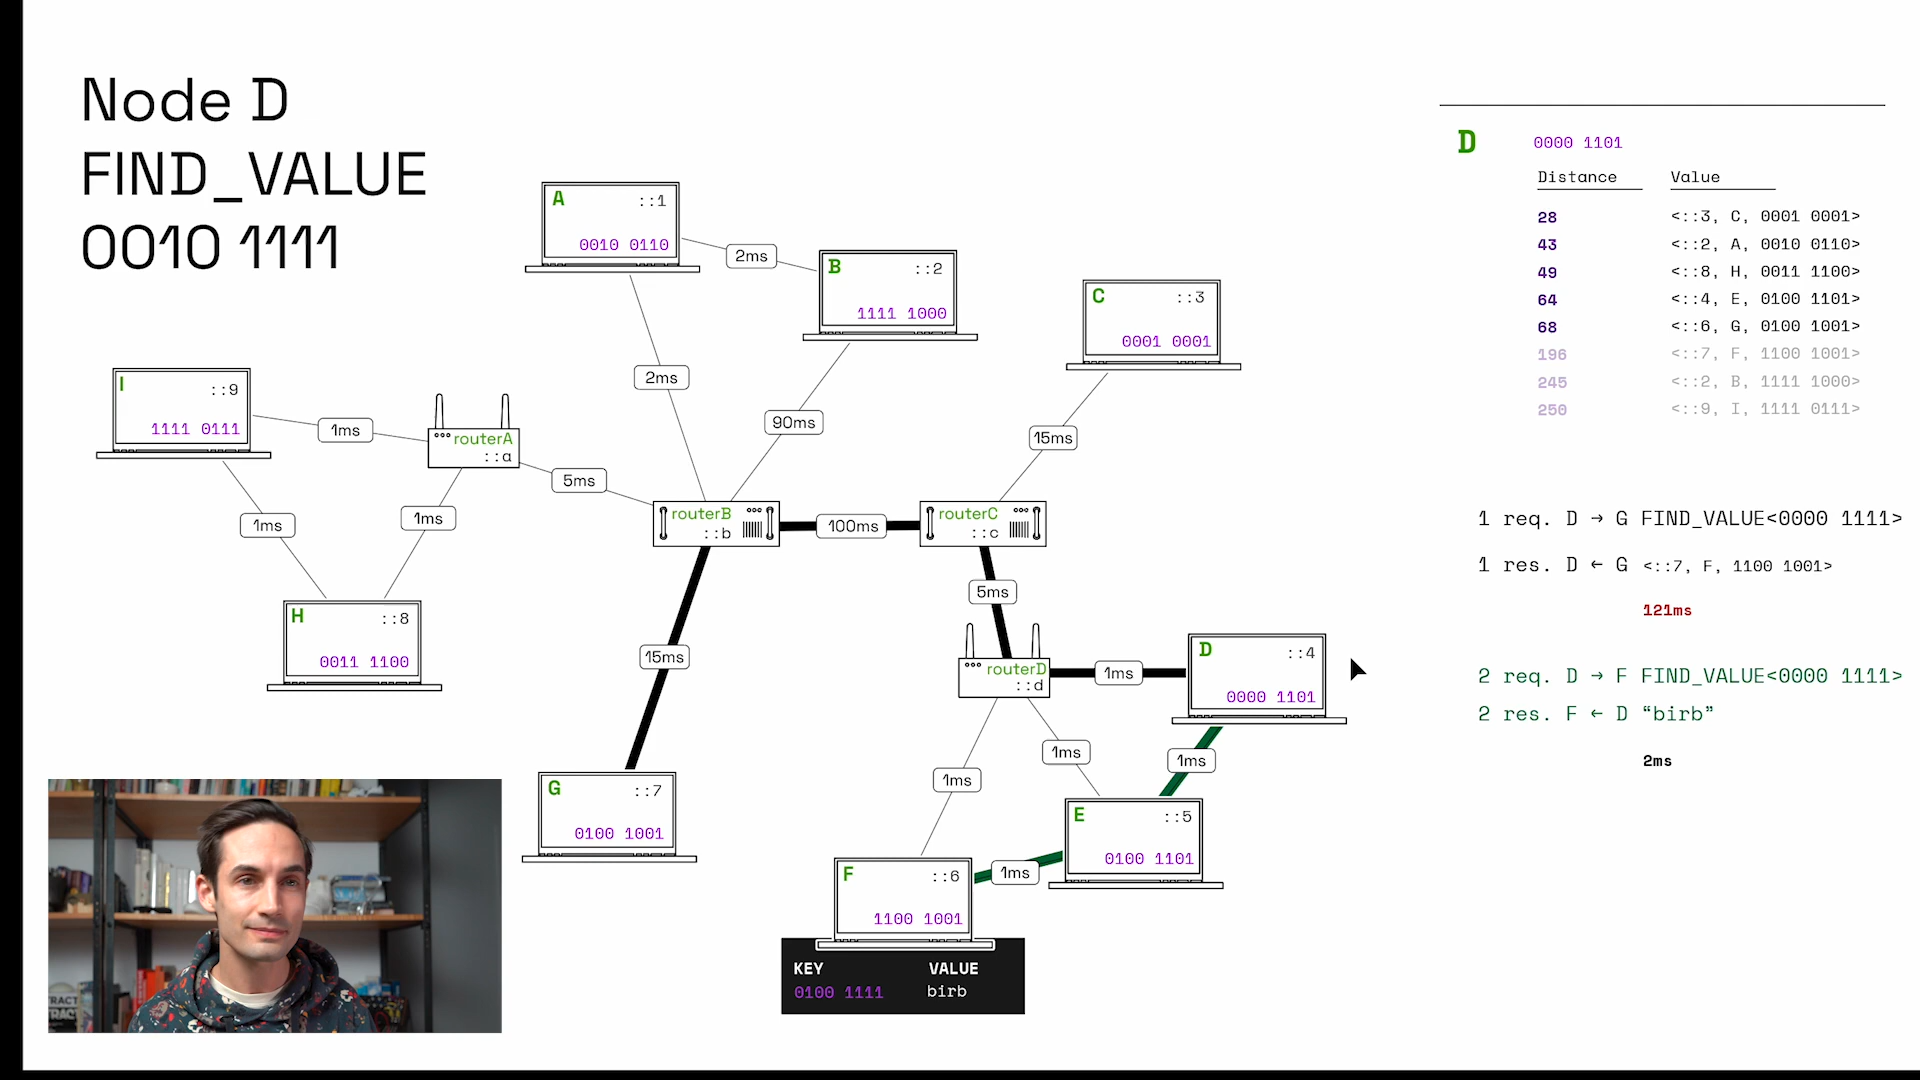 Node D
FIND_VALUE
0010 1111
A ::1
0010 0110
2ms
B ::2
1111 1000
C ::3
0001 0001
2ms
90ms
15ms
I ::9
1111 0111
1ms
routerA
::a
5ms
1ms
1ms
routerB
::b
100ms
routerC
::c
H ::8
0011 1100
15ms
5ms
routerD
::d
1ms
D ::4
0000 1101
1ms
1ms
1ms
G ::7
0100 1001
E ::5
0100 1101
1ms
F ::6
1100 1001
KEY VALUE
0100 1111 birb
D 0000 1101
Distance Value
28 <::3, C, 0001 0001>
43 <::2, A, 0010 0110>
49 <::8, H, 0011 1100>
64 <::4, E, 0100 1101>
68 <::6, G, 0100 1001>
196 <::7, F, 1100 1001>
245 <::2, B, 1111 1000>
250 <::9, I, 1111 0111>
1 req. D → G FIND_VALUE<0000 1111>
1 res. D ← G <::7, F, 1100 1001>
121ms
2 req. D → F FIND_VALUE<0000 1111>
2 res. F ← D “birb”
2ms